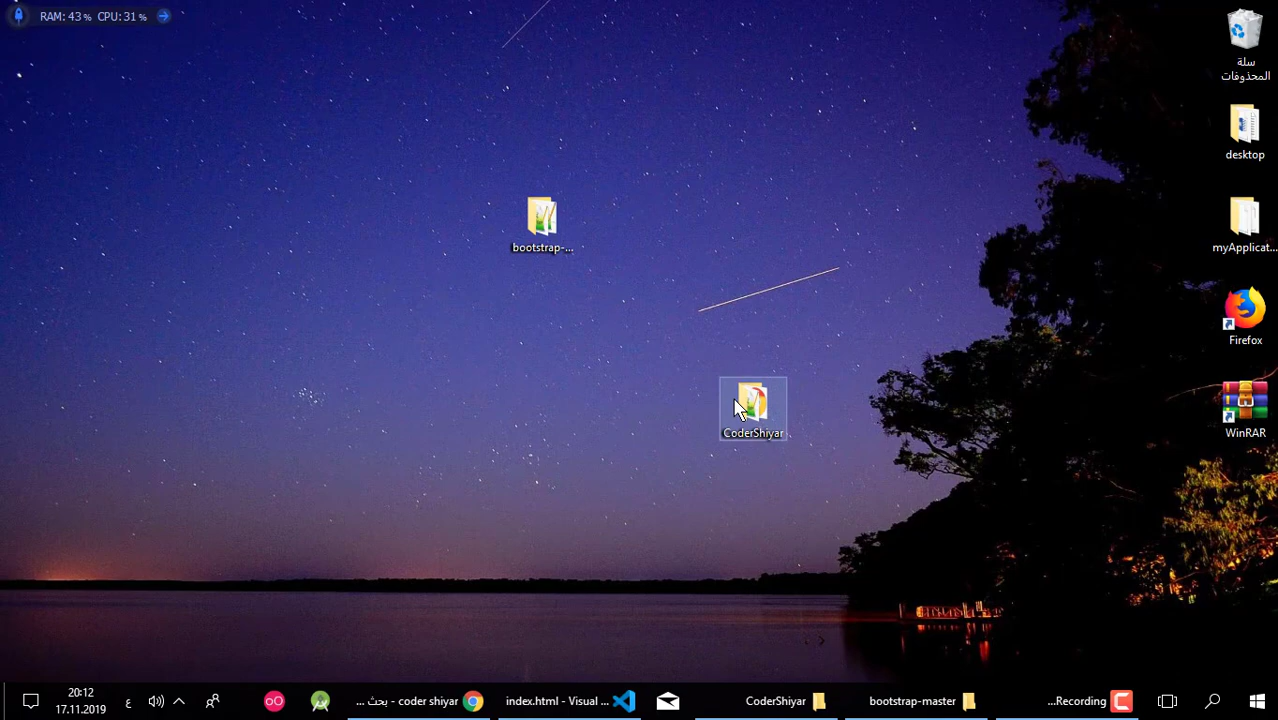 RAM: 43 % CPU: 31 %
سلة
المحذوفات
desktop
myApplicat...
Firefox
WinRAR
bootstrap-...
CoderShiyar
20:12
17.11.2019
ع
... coder shiyar - بحث
index.html - Visual ...
CoderShiyar
bootstrap-master
...Recording